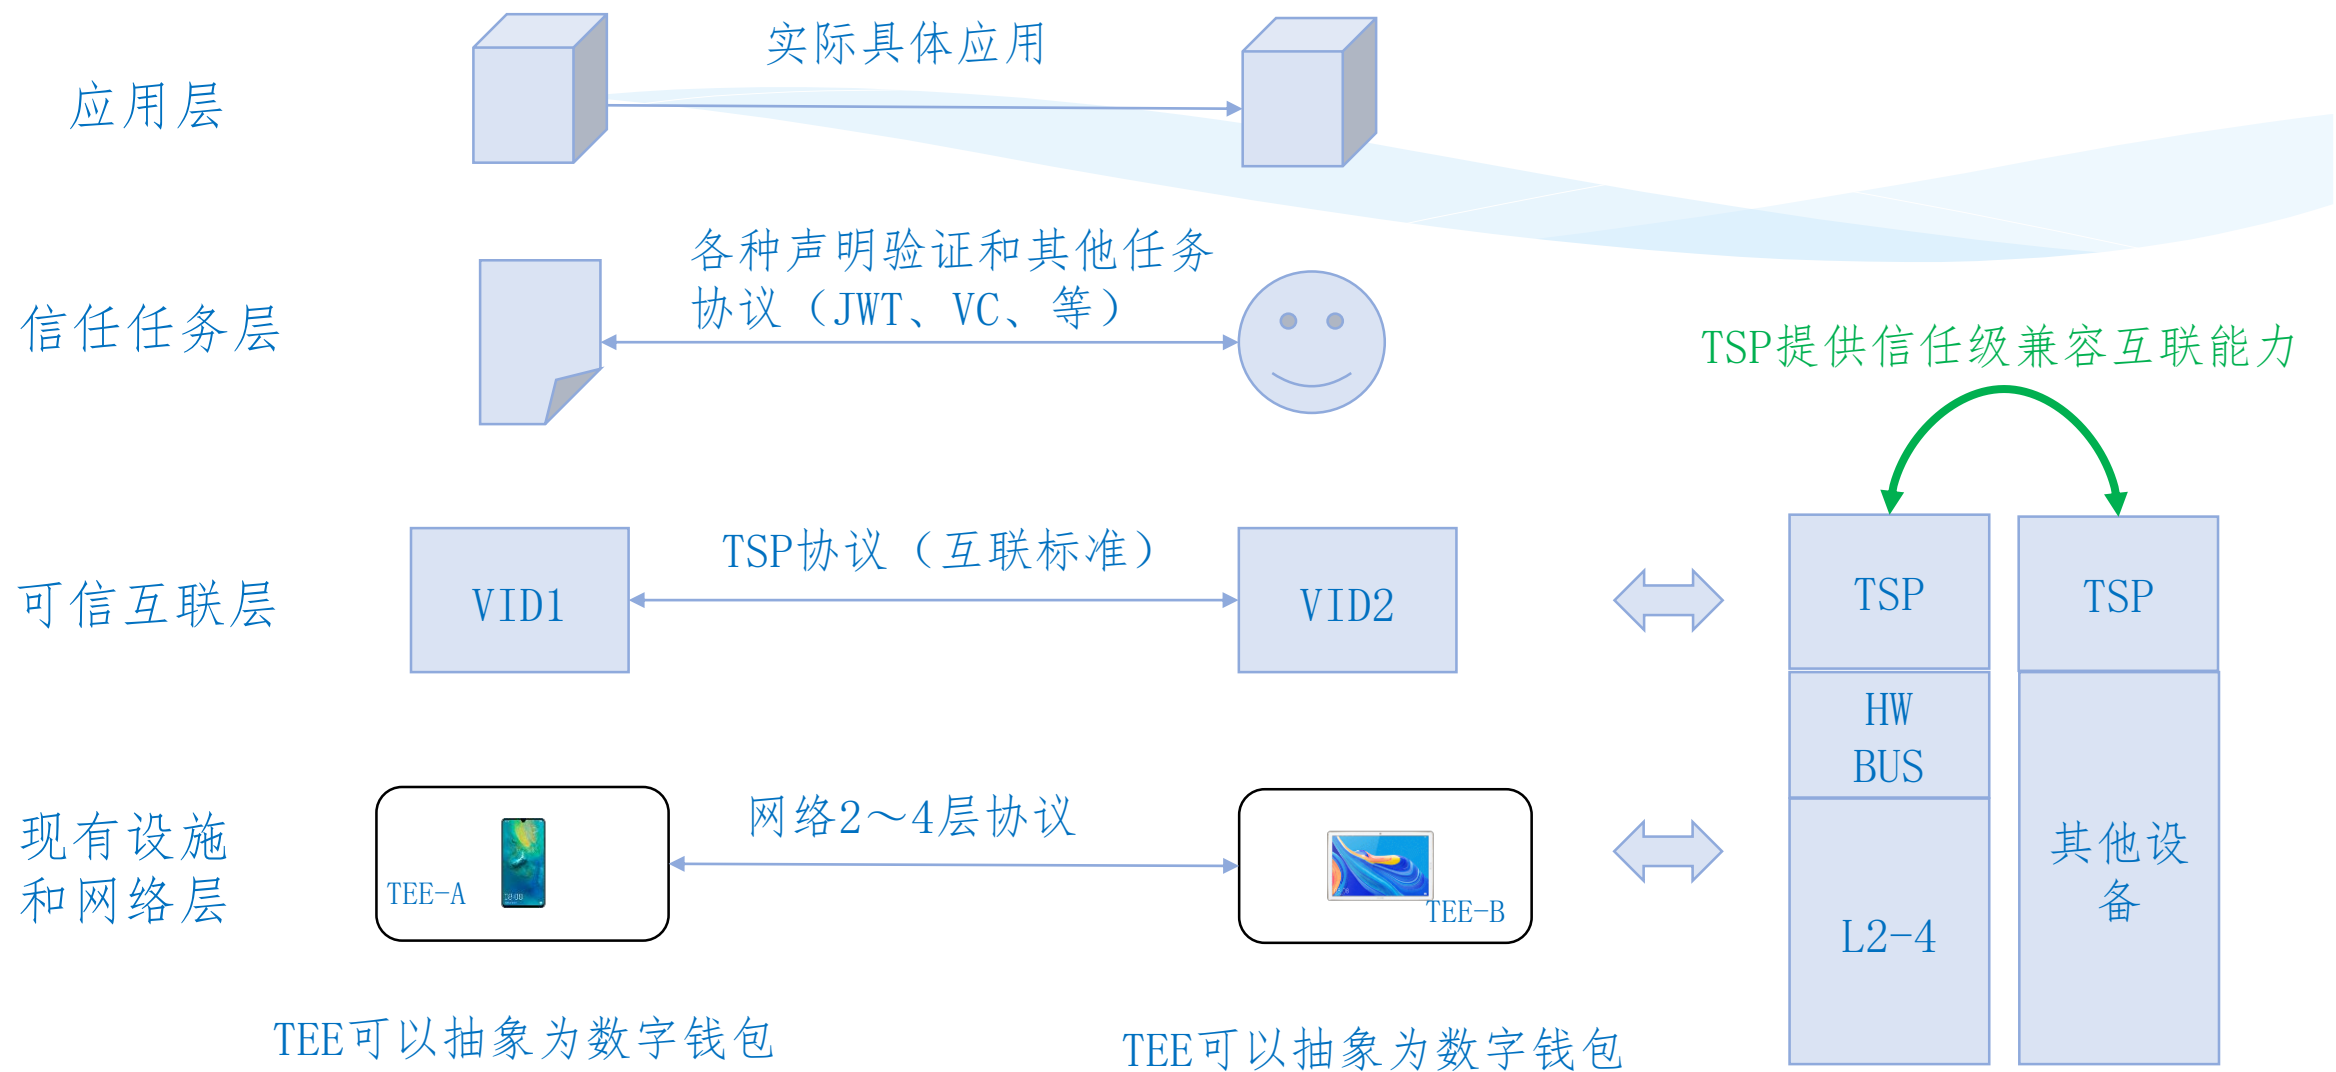 实际具体应用
应用层
各种声明验证和其他任务
协议（JWT、VC、等）
信任任务层
TSP提供信任级兼容互联能力
TSP协议（互联标准）
可信互联层
VID1
VID2
TSP
TSP
HW
BUS
网络2～4层协议
现有设施
和网络层
TEE-A
TEE-B
L2-4
其他设
备
TEE可以抽象为数字钱包
TEE可以抽象为数字钱包